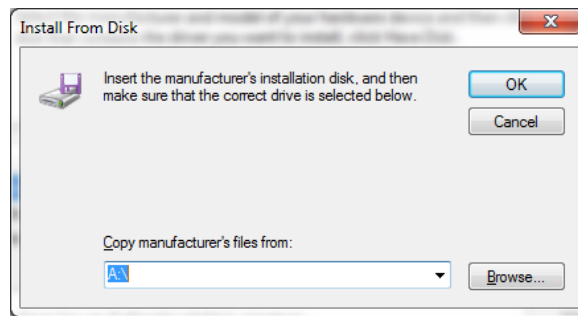 Install From Disk
Insert the manufacturer's installation disk, and then
make sure that the correct drive is selected below.
OK
Cancel
Copy manufacturer's files from:
A:\
Browse...